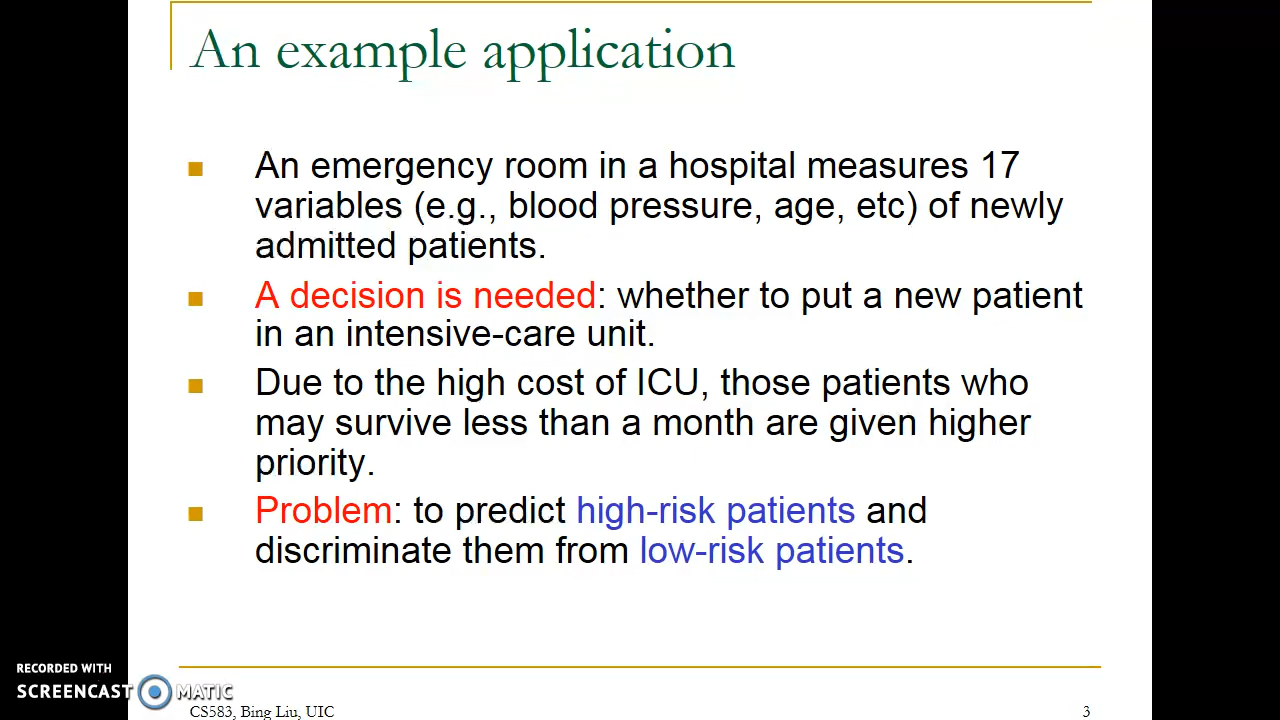 An example application
An emergency room in a hospital measures 17
variables (e.g., blood pressure, age, etc) of newly
admitted patients.
A decision is needed: whether to put a new patient
in an intensive-care unit.
Due to the high cost of ICU, those patients who
may survive less than a month are given higher
priority.
Problem: to predict high-risk patients and
discriminate them from low-risk patients.
RECORDED WITH
SCREENCAST MATIC
CS583, Bing Liu, UIC
3